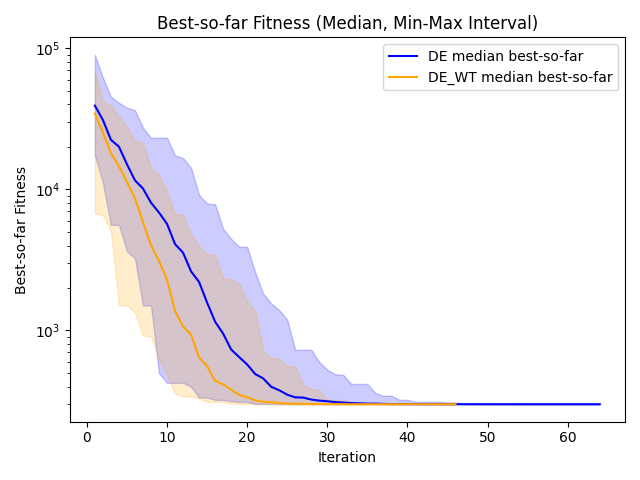 Best-so-far Fitness (Median, Min-Max Interval)
DE median best-so-far
DE_WT median best-so-far
Best-so-far Fitness
10^5
10^4
10^3
0 10 20 30 40 50 60
Iteration